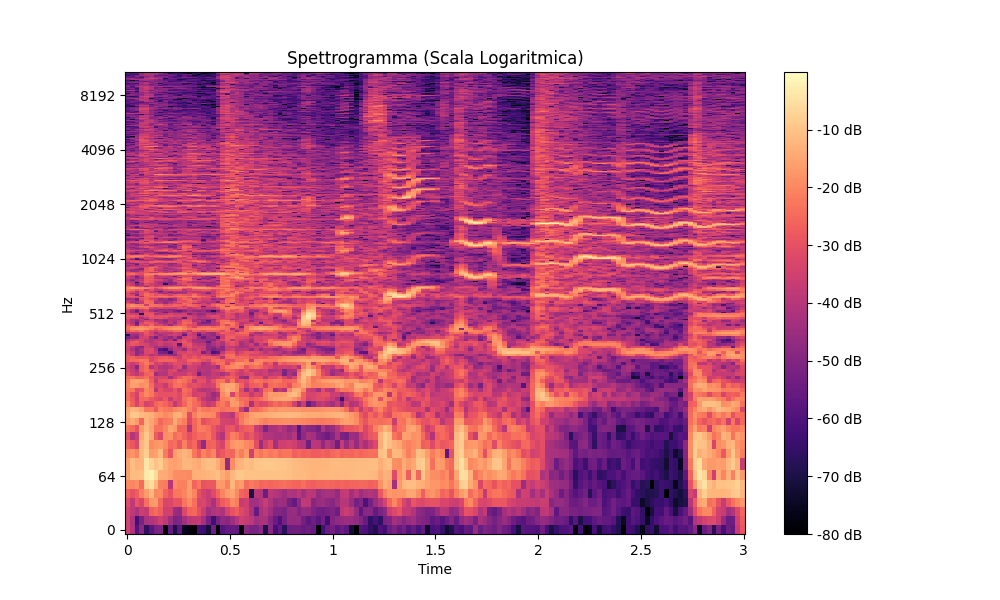 Spettrogramma (Scala Logaritmica)
8192
4096
2048
1024
512
256
128
64
0
Hz
0
0.5
1
1.5
2
2.5
3
Time
-10 dB
-20 dB
-30 dB
-40 dB
-50 dB
-60 dB
-70 dB
-80 dB